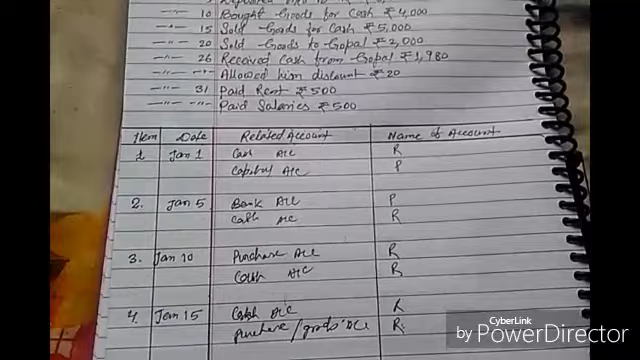 10 Bought Goods for Cash ₹ 4,000
15 Sold Goods for Cash ₹ 5,000
20 Sold Goods to Gopal ₹ 2,000
26 Received Cash from Gopal ₹ 1,980
Allowed him discount ₹ 20
31 Paid Rent ₹ 500
Paid Salaries ₹ 500
Item Date Related Account Name of Account
1 Jan 1 Cash A/c R
Capital A/c P
2. Jan 5 Bank A/c P
Cash A/c R
3. Jan 10 Purchase A/c R
Cash A/c R
4. Jan 15 Cash A/c R
Purchase/goods A/c R
CyberLink
by PowerDirector